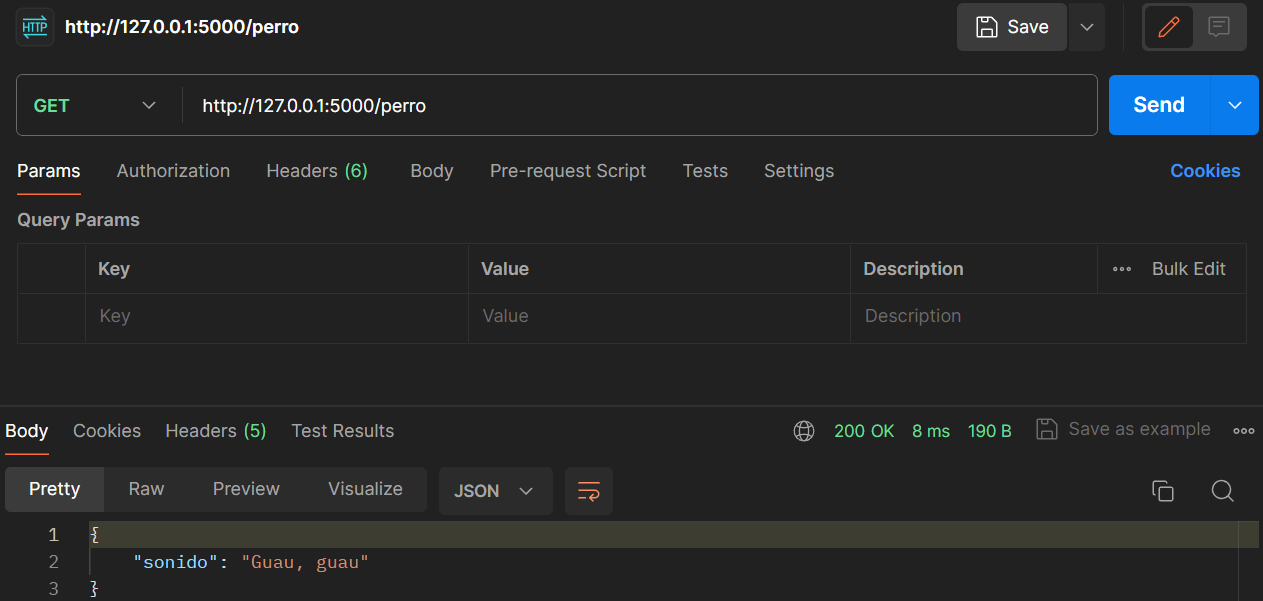 HTTP http://127.0.0.1:5000/perro Save
GET http://127.0.0.1:5000/perro Send
Params Authorization Headers (6) Body Pre-request Script Tests Settings Cookies
Query Params
Key Value Description ••• Bulk Edit
Key Value Description
Body Cookies Headers (5) Test Results 200 OK 8 ms 190 B Save as example
Pretty Raw Preview Visualize JSON
1 {
2 "sonido": "Guau, guau"
3 }